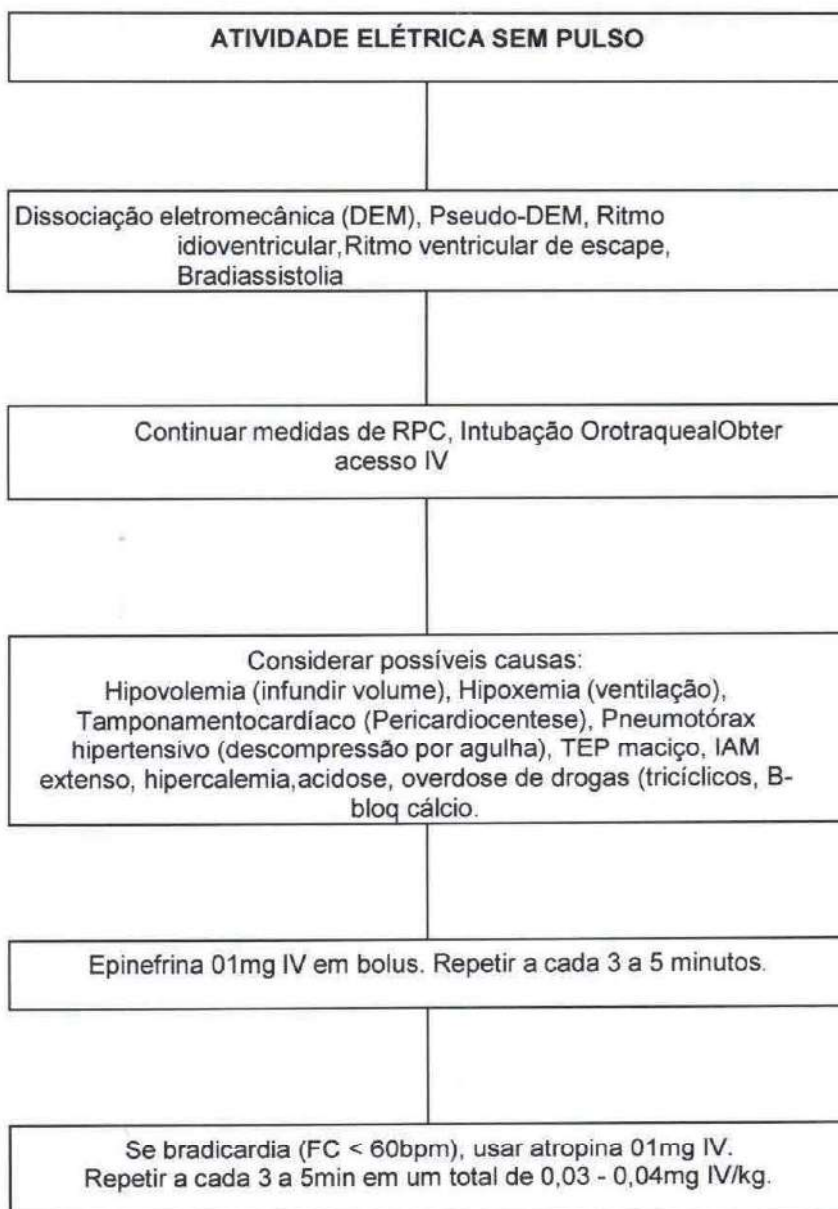 ATIVIDADE ELÉTRICA SEM PULSO
Dissociação eletromecânica (DEM), Pseudo-DEM, Ritmo
idioventricular,Ritmo ventricular de escape,
Bradiassistolia
Continuar medidas de RPC, Intubação OrotraquealObter
acesso IV
Considerar possíveis causas:
Hipovolemia (infundir volume), Hipoxemia (ventilação),
Tamponamentocardíaco (Pericardiocentese), Pneumotórax
hipertensivo (descompressão por agulha), TEP maciço, IAM
extenso, hipercalemia,acidose, overdose de drogas (tricíclicos, B-
bloq cálcio.
Epinefrina 01mg IV em bolus. Repetir a cada 3 a 5 minutos.
Se bradicardia (FC < 60bpm), usar atropina 01mg IV.
Repetir a cada 3 a 5min em um total de 0,03 - 0,04mg IV/kg.